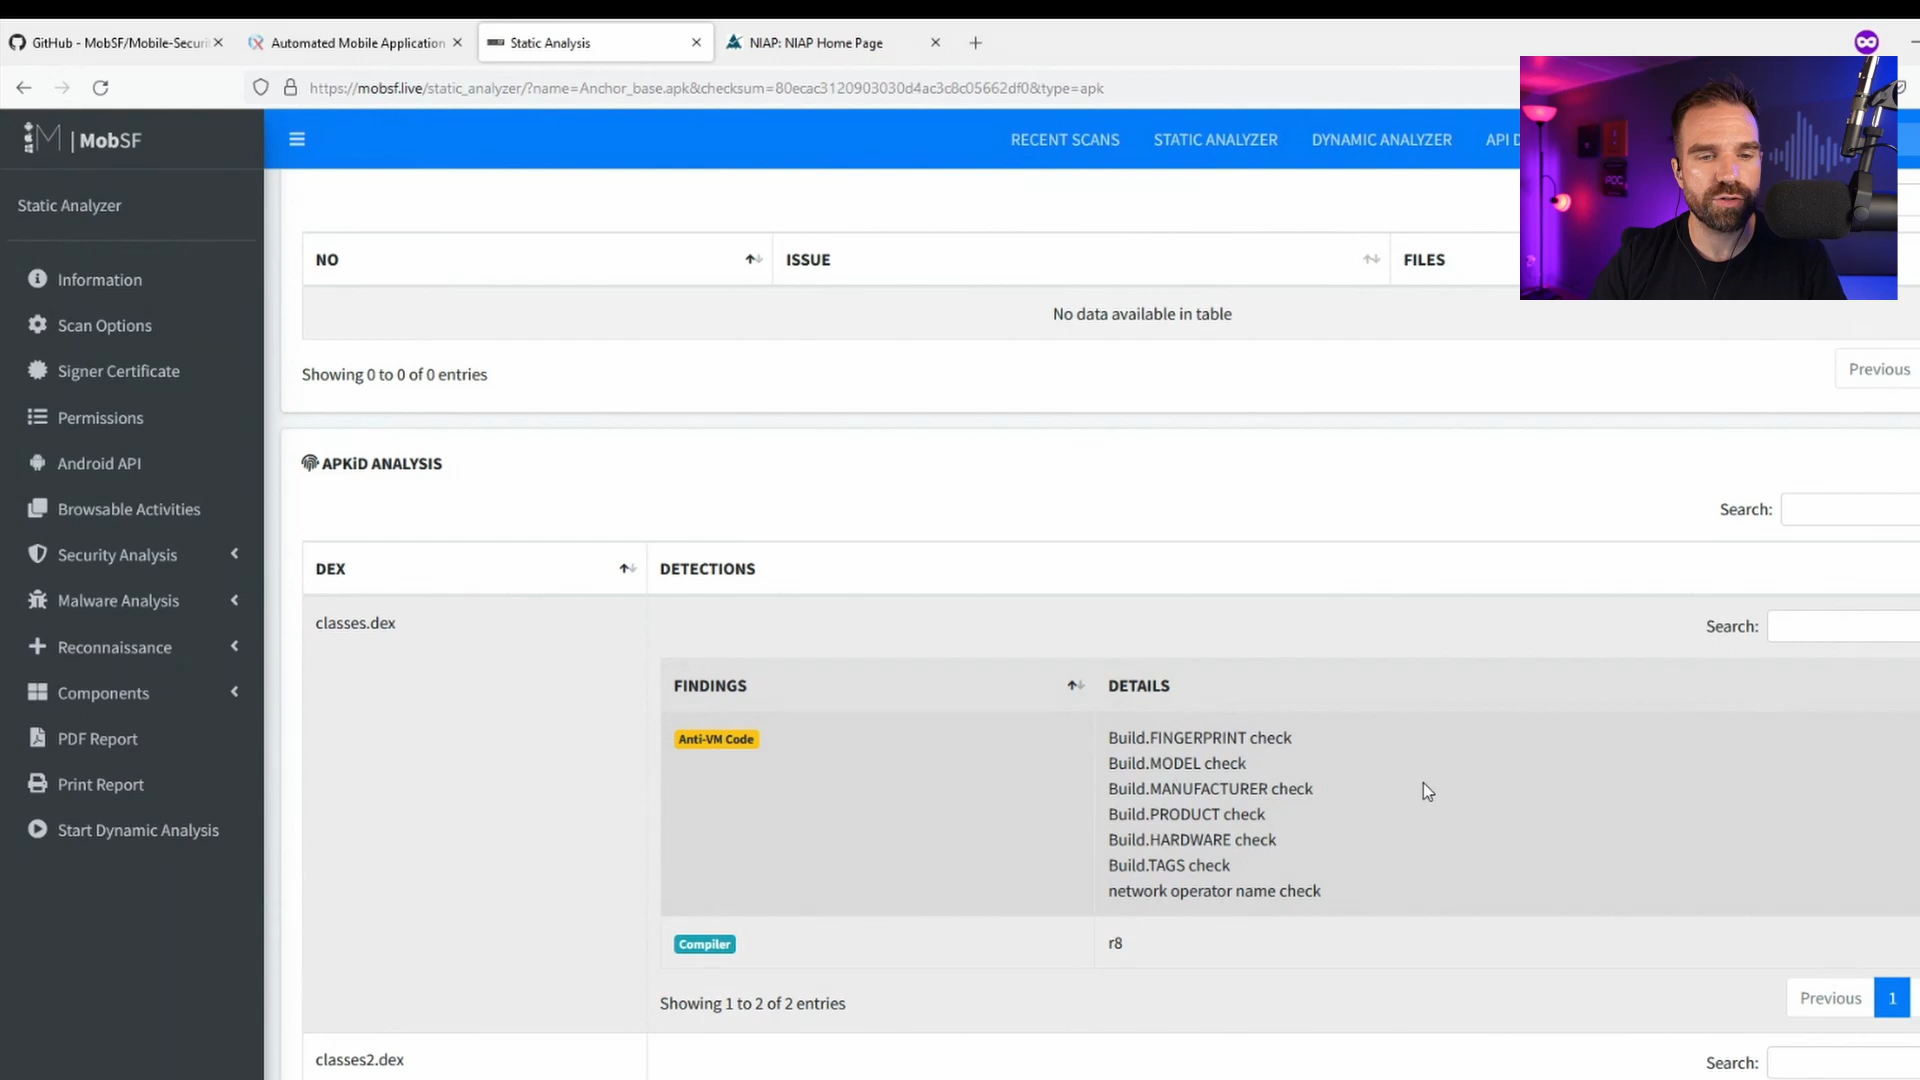 GitHub - MobSF/Mobile-Securi
Automated Mobile Application
Static Analysis
NIAP: NIAP Home Page
https://mobsf.live/static_analyzer/?name=Anchor_base.apk&checksum=80ecac3120903030d4ac3c8c05662df0&type=apk
| MobSF
RECENT SCANS
STATIC ANALYZER
DYNAMIC ANALYZER
API D
Static Analyzer
Information
Scan Options
Signer Certificate
Permissions
Android API
Browsable Activities
Security Analysis
Malware Analysis
Reconnaissance
Components
PDF Report
Print Report
Start Dynamic Analysis
NO ISSUE FILES
No data available in table
Showing 0 to 0 of 0 entries
Previous
APKiD ANALYSIS
Search:
DEX DETECTIONS
classes.dex
Search:
FINDINGS DETAILS
Anti-VM Code
Build.FINGERPRINT check
Build.MODEL check
Build.MANUFACTURER check
Build.PRODUCT check
Build.HARDWARE check
Build.TAGS check
network operator name check
Compiler r8
Showing 1 to 2 of 2 entries
Previous 1
classes2.dex
Search: